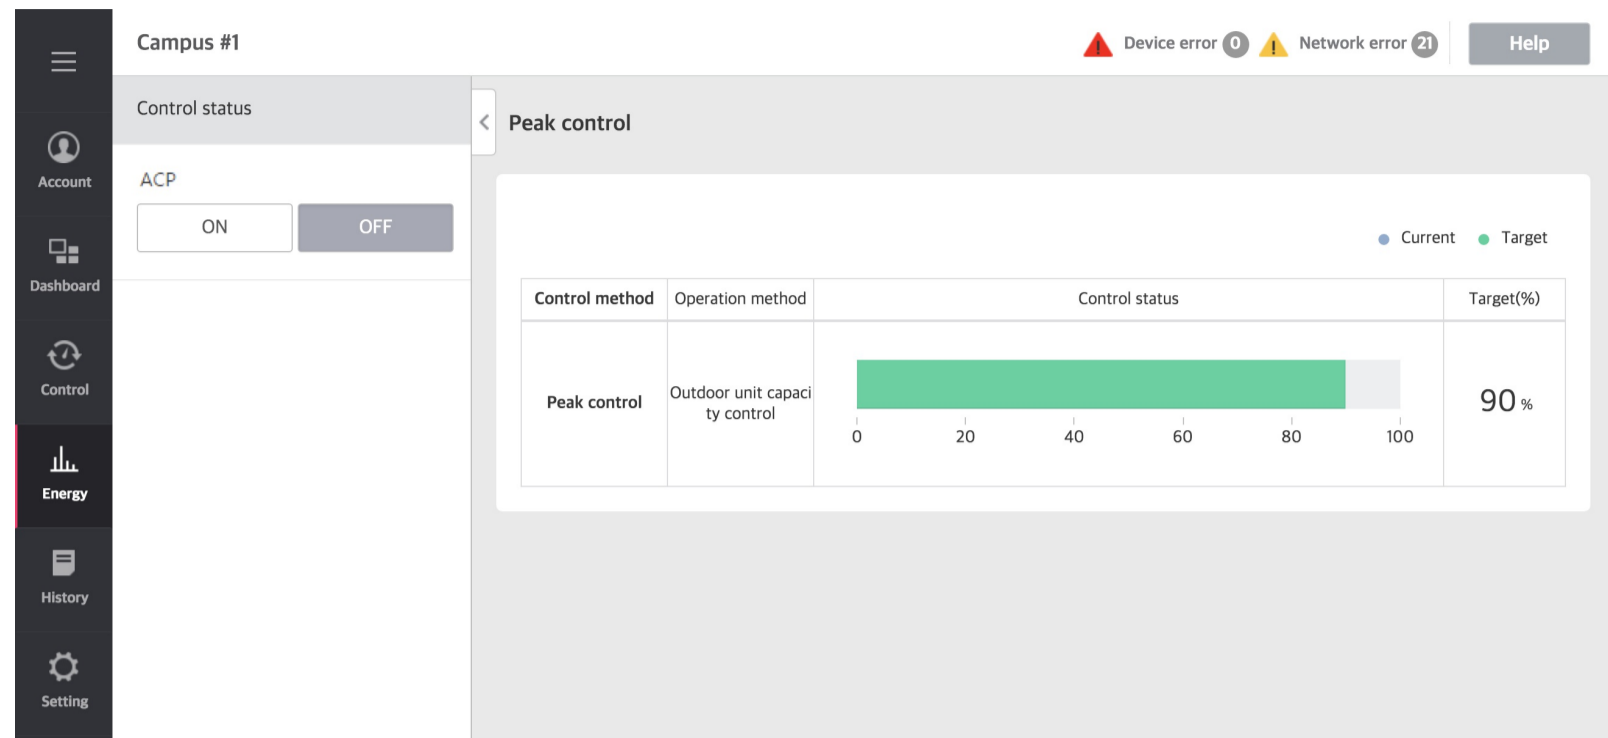 Campus #1
Device error 0
Network error 21
Help
Account
Dashboard
Control
Energy
History
Setting
Control status
ACP
ON OFF
Peak control
Current Target
Control method Operation method Control status Target(%)
Peak control
Outdoor unit capaci
ty control
0 20 40 60 80 100
90 %